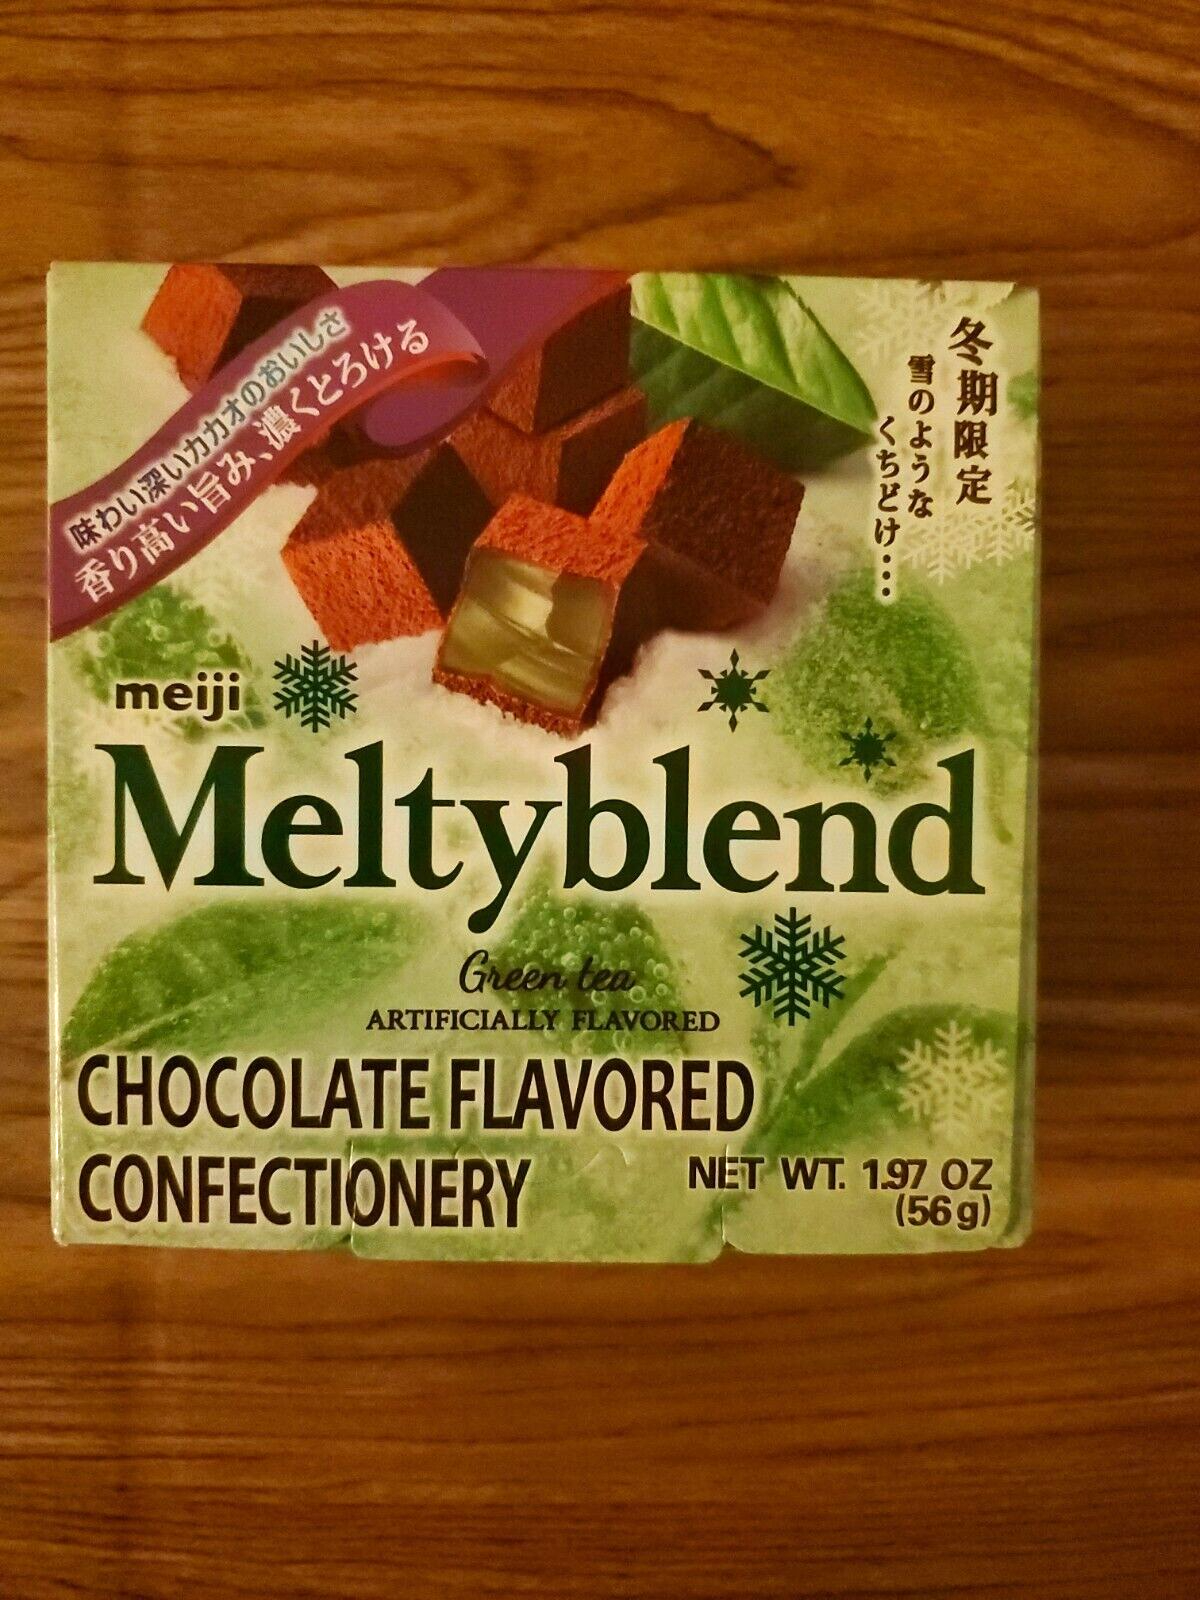 味わい深いカカオのおいしさ
香り高い旨み、濃くとろける
冬期限定
雪のような
くちどけ…
meiji
Meltyblend
Green tea
ARTIFICIALLY FLAVORED
CHOCOLATE FLAVORED
CONFECTIONERY
NET WT. 1.97 OZ
(56g)